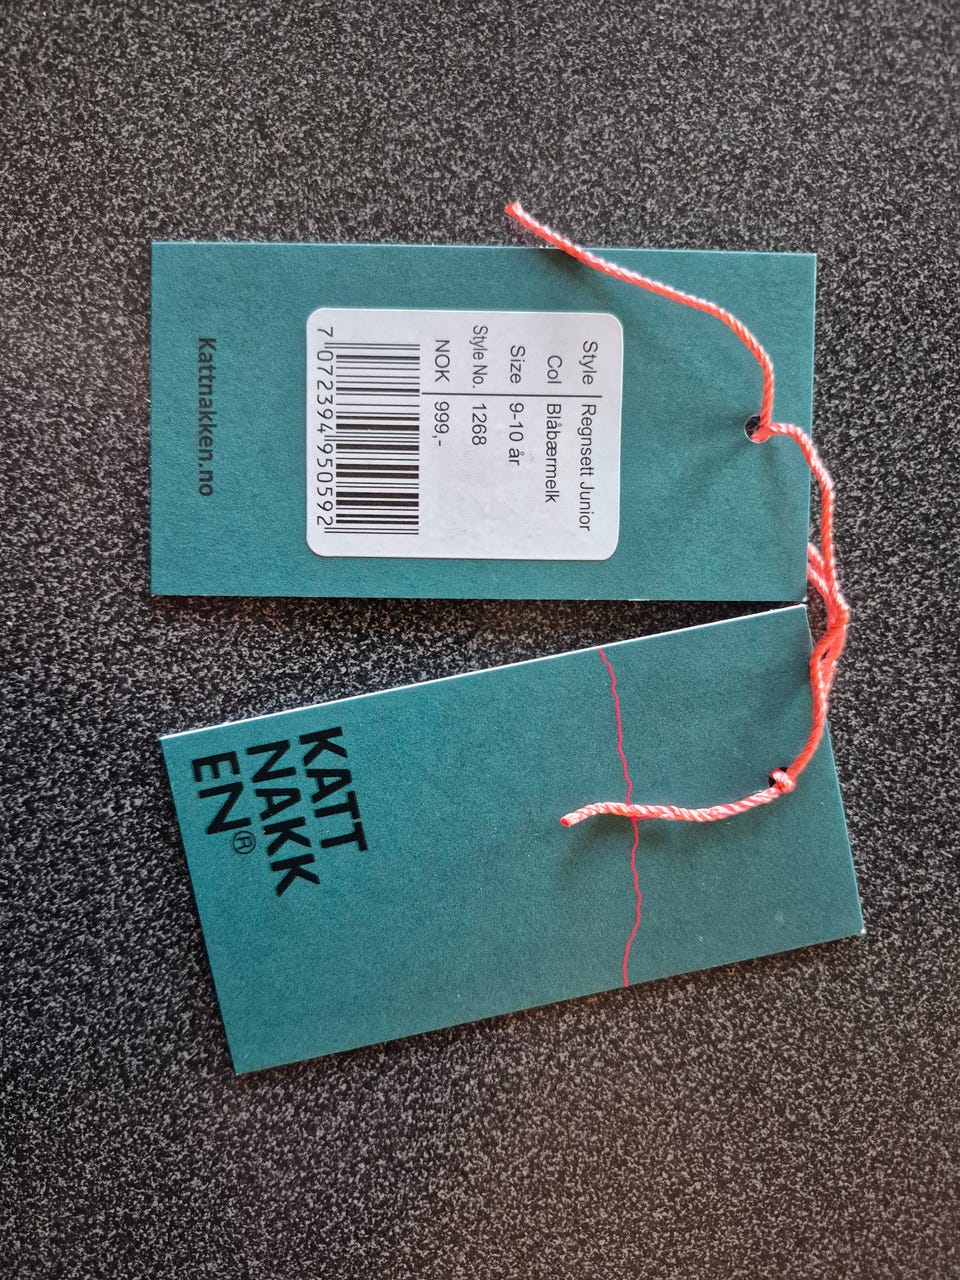 Style Regnsett Junior
Col Blåbærmelk
Size 9-10 år
Style No. 1268
NOK 999,-
7 072394 950592
Kattnakken.no
KATT
NAKK
EN®